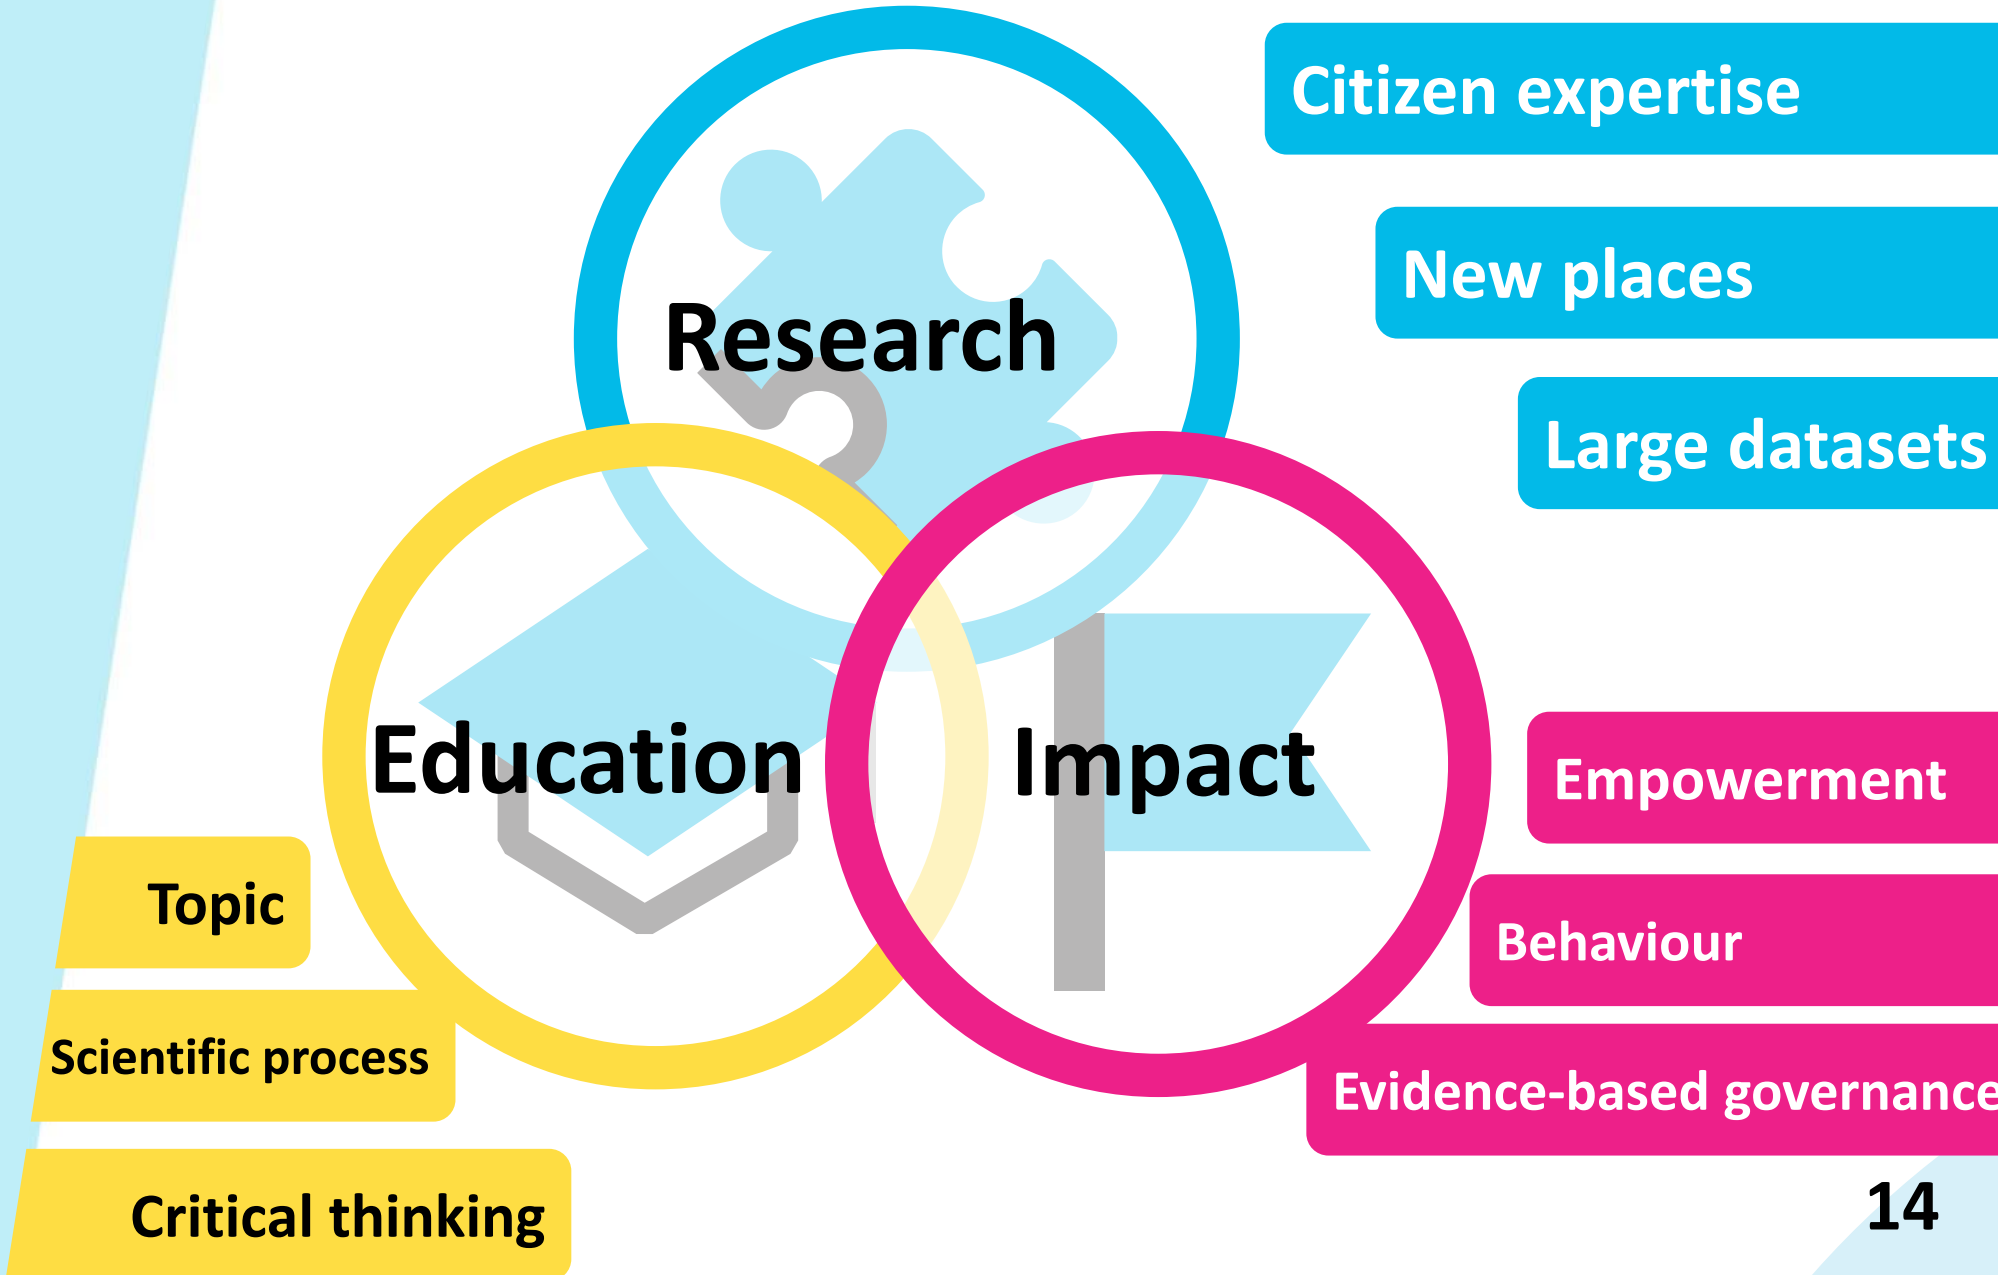 Citizen expertise
New places
Large datasets
Research
Education
Impact
Empowerment
Behaviour
Evidence-based governance
Topic
Scientific process
Critical thinking
14